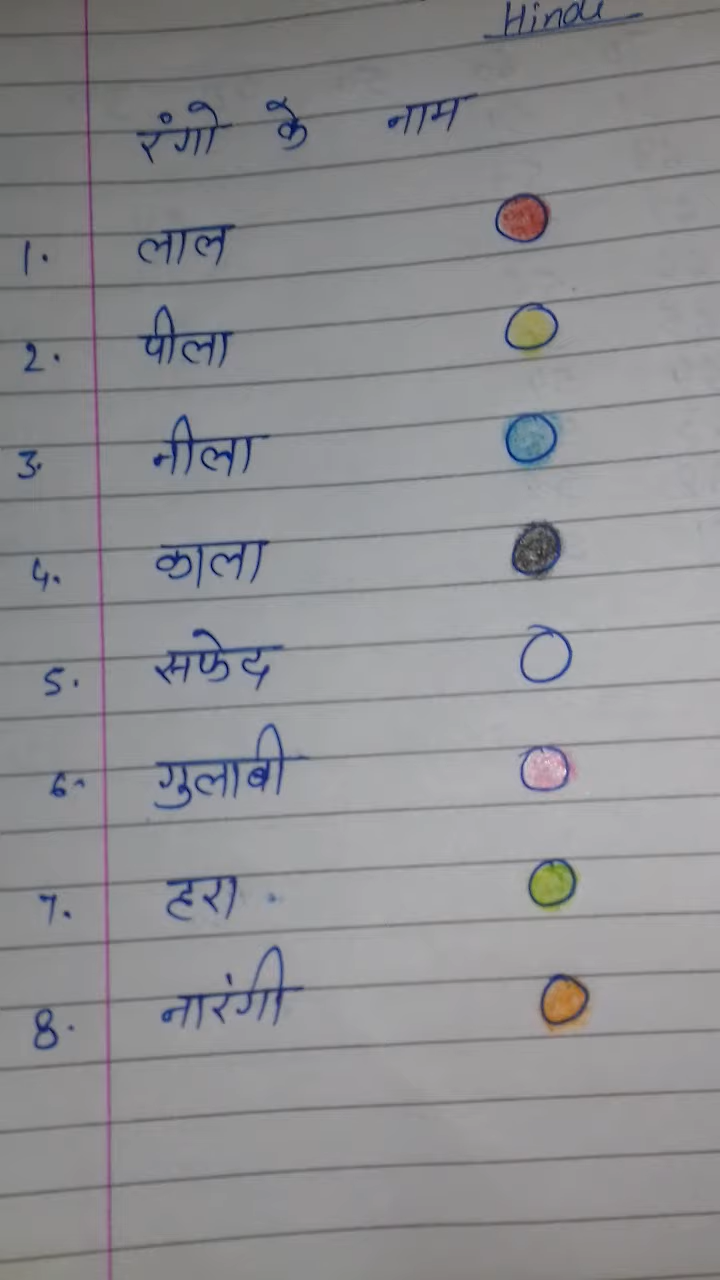 Hindi
रंगो के नाम
1. लाल
2. पीला
3. नीला
4. काला
5. सफेद
6. गुलाबी
7. हरा
8. नारंगी